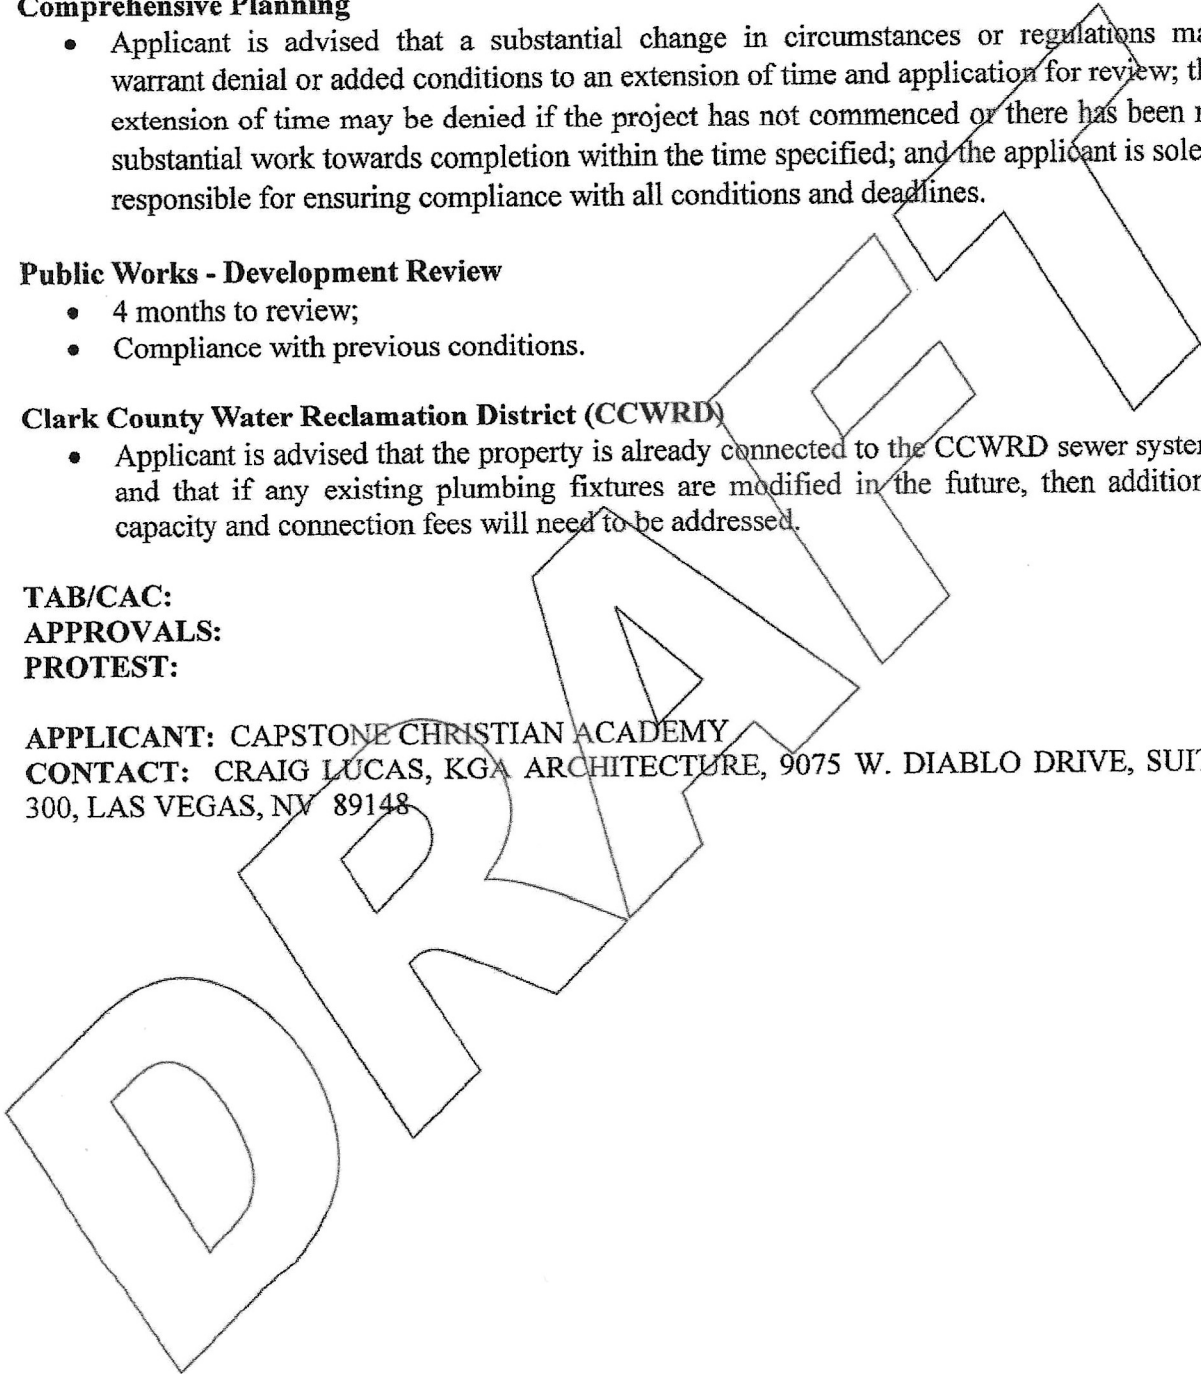 Comprehensive Planning
• Applicant is advised that a substantial change in circumstances or regulations ma
warrant denial or added conditions to an extension of time and application for review; th
extension of time may be denied if the project has not commenced or there has been n
substantial work towards completion within the time specified; and the applicant is sole
responsible for ensuring compliance with all conditions and deadlines.
Public Works - Development Review
• 4 months to review;
• Compliance with previous conditions.
Clark County Water Reclamation District (CCWRD)
• Applicant is advised that the property is already connected to the CCWRD sewer system
and that if any existing plumbing fixtures are modified in the future, then addition
capacity and connection fees will need to be addressed.
TAB/CAC:
APPROVALS:
PROTEST:
APPLICANT: CAPSTONE CHRISTIAN ACADEMY
CONTACT: CRAIG LUCAS, KGA ARCHITECTURE, 9075 W. DIABLO DRIVE, SUIT
300, LAS VEGAS, NV 89148
DRAFT